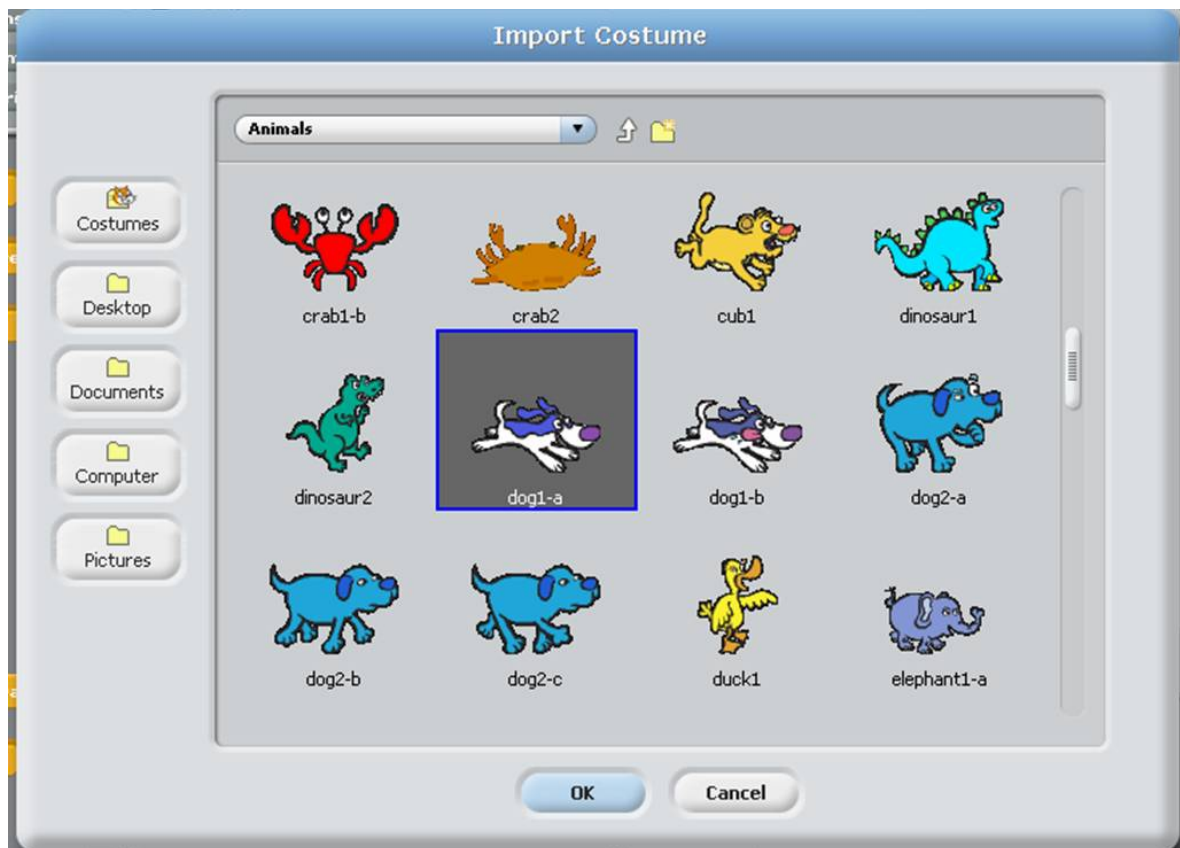 Import Costume
Animals
Costumes
Desktop
Documents
Computer
Pictures
crab1-b
crab2
cub1
dinosaur1
dinosaur2
dog1-a
dog1-b
dog2-a
dog2-b
dog2-c
duck1
elephant1-a
OK
Cancel